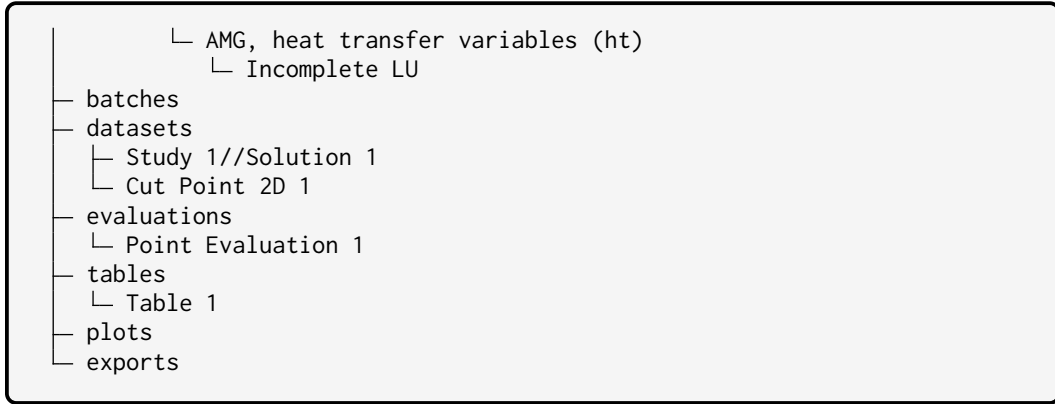 │        └─ AMG, heat transfer variables (ht)
│           └─ Incomplete LU
├─ batches
├─ datasets
│  ├─ Study 1//Solution 1
│  └─ Cut Point 2D 1
├─ evaluations
│  └─ Point Evaluation 1
├─ tables
│  └─ Table 1
├─ plots
└─ exports